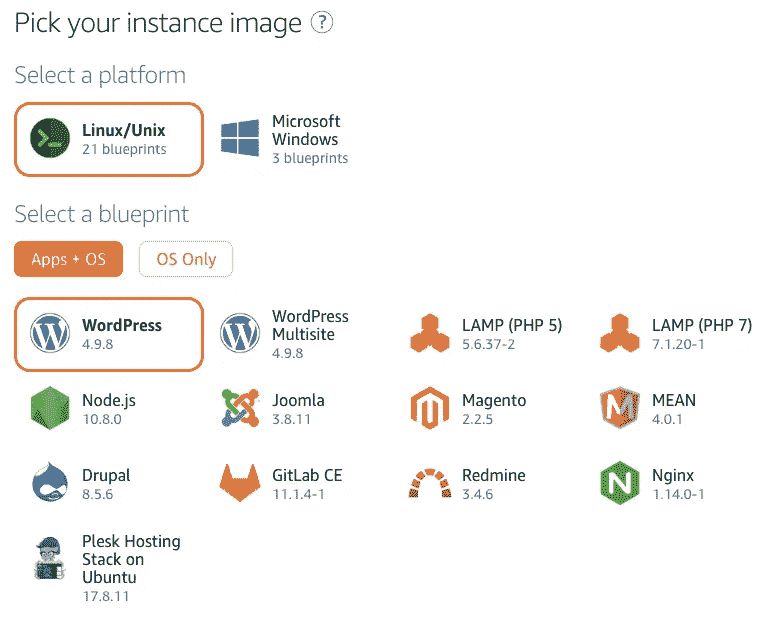 Pick your instance image ?
Select a platform
Linux/Unix
21 blueprints
Microsoft
Windows
3 blueprints
Select a blueprint
Apps + OS
OS Only
WordPress
4.9.8
WordPress
Multisite
4.9.8
LAMP (PHP 5)
5.6.37-2
LAMP (PHP 7)
7.1.20-1
Node.js
10.8.0
Joomla
3.8.11
Magento
2.2.5
MEAN
4.0.1
Drupal
8.5.6
GitLab CE
11.1.4-1
Redmine
3.4.6
Nginx
1.14.0-1
Plesk Hosting
Stack on
Ubuntu
17.8.11